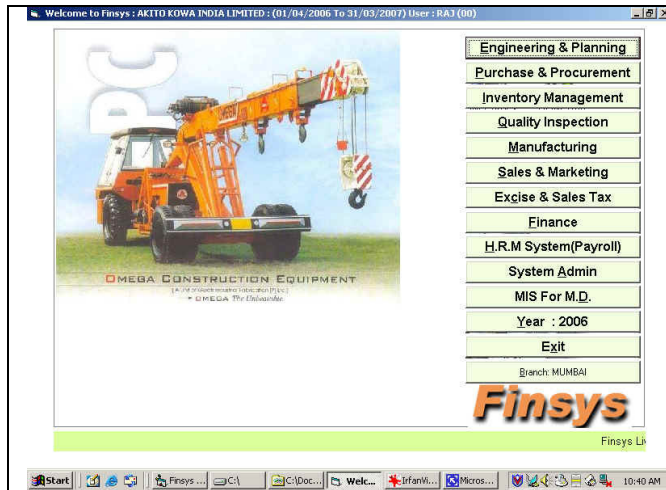 Welcome to Finsys : AKITO KOWA INDIA LIMITED : (01/04/2006 To 31/03/2007) User : RAJ (00)
PC
OMEGA CONSTRUCTION EQUIPMENT
OMEGA The Unbeatable
Engineering & Planning
Purchase & Procurement
Inventory Management
Quality Inspection
Manufacturing
Sales & Marketing
Excise & Sales Tax
Finance
H.R.M System(Payroll)
System Admin
MIS For M.D.
Year : 2006
Exit
Branch: MUMBAI
Finsys
Finsys Liv
Start
Finsys ...
C:\
C:\Doc...
Welc...
IrfanVi...
Micros...
10:40 AM